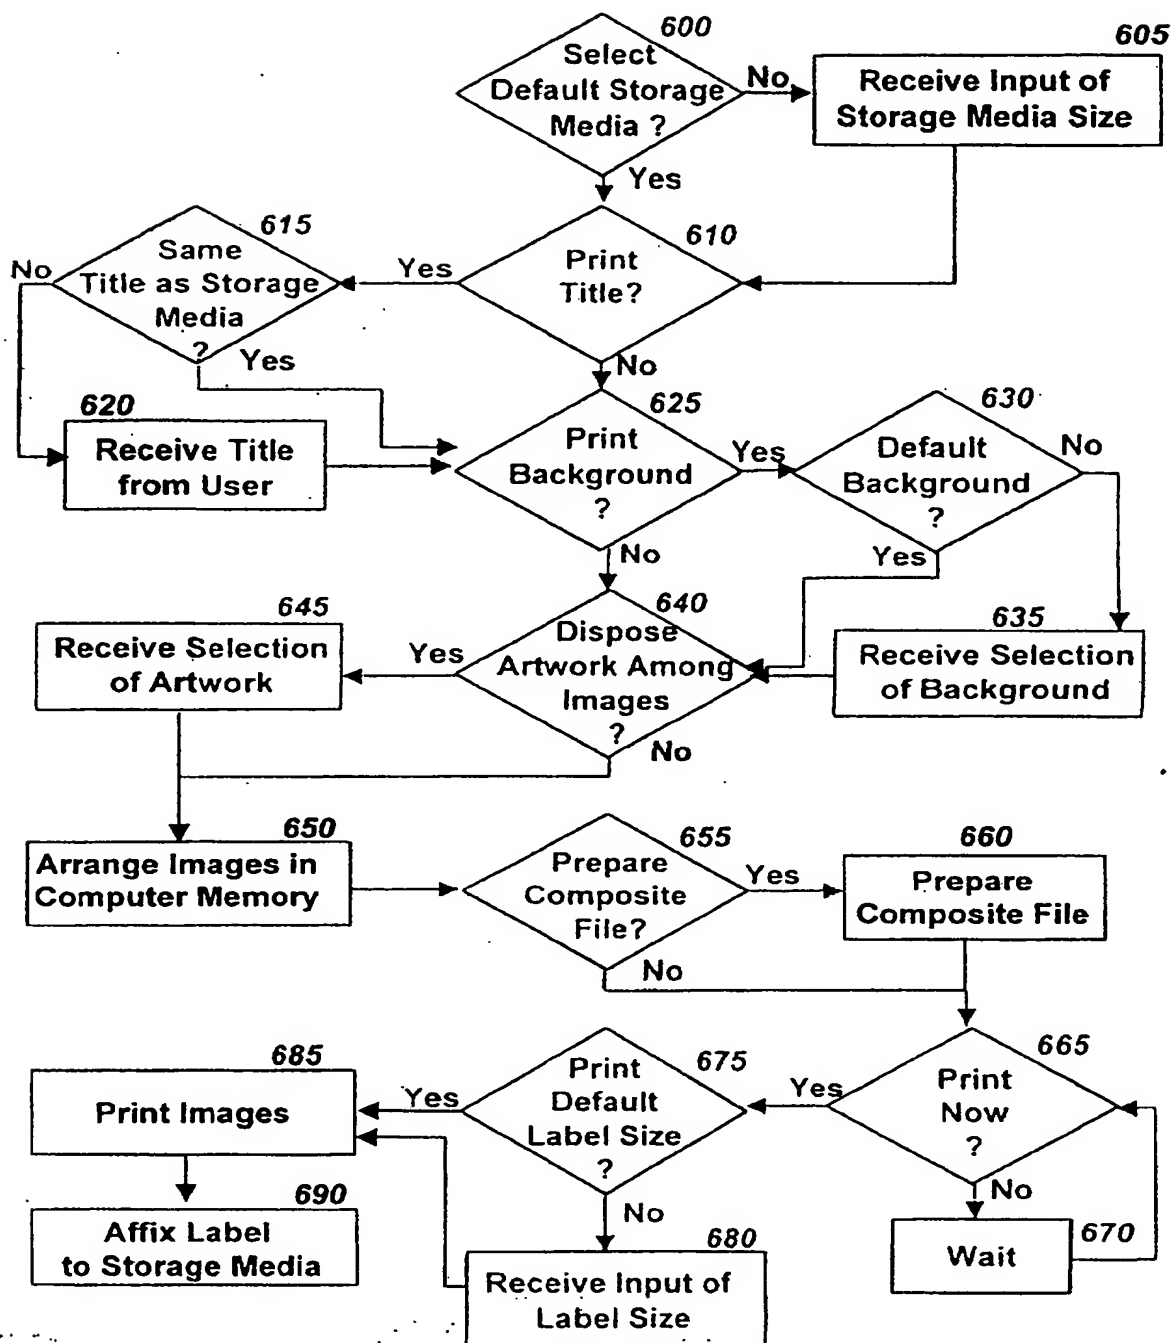 600
Select
Default Storage
Media ?
No
Yes
605
Receive Input of
Storage Media Size
610
Print
Title?
Yes
No
615
Same
Title as Storage
Media
?
No
Yes
620
Receive Title
from User
625
Print
Background
?
Yes
No
630
Default
Background
?
No
Yes
635
Receive Selection
of Background
640
Dispose
Artwork Among
Images
?
Yes
No
645
Receive Selection
of Artwork
650
Arrange Images in
Computer Memory
655
Prepare
Composite
File?
Yes
No
660
Prepare
Composite File
665
Print
Now
?
Yes
No
670
Wait
675
Print
Default
Label Size
?
Yes
No
680
Receive Input of
Label Size
685
Print Images
690
Affix Label
to Storage Media